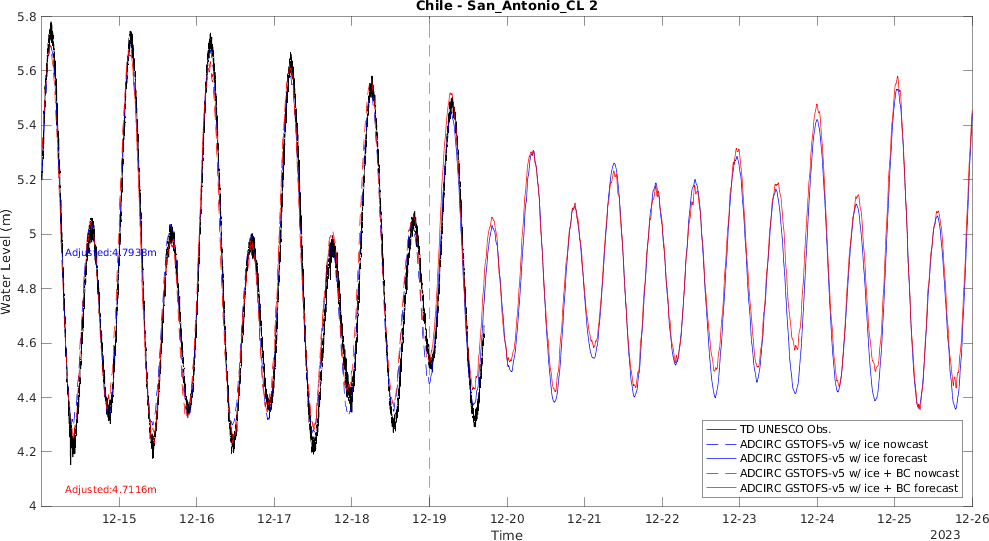 Chile - San_Antonio_CL 2
5.8
5.6
5.4
5.2
5
4.8
4.6
4.4
4.2
4
Water Level (m)
Adjusted:4.7938m
Adjusted:4.7116m
TD UNESCO Obs.
ADCIRC GSTOFS-v5 w/ ice nowcast
ADCIRC GSTOFS-v5 w/ ice forecast
ADCIRC GSTOFS-v5 w/ ice + BC nowcast
ADCIRC GSTOFS-v5 w/ ice + BC forecast
12-15 12-16 12-17 12-18 12-19 12-20 12-21 12-22 12-23 12-24 12-25 12-26
Time
2023